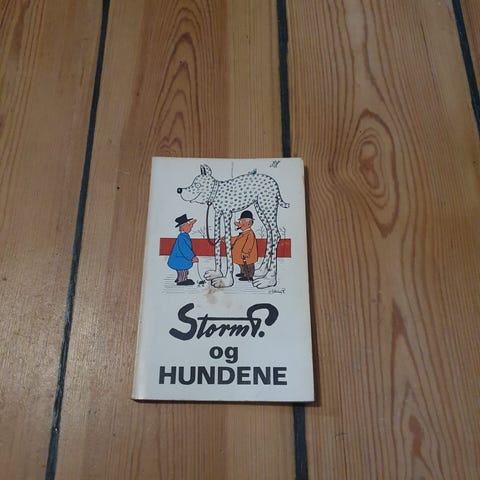 Storm P.
og
HUNDENE